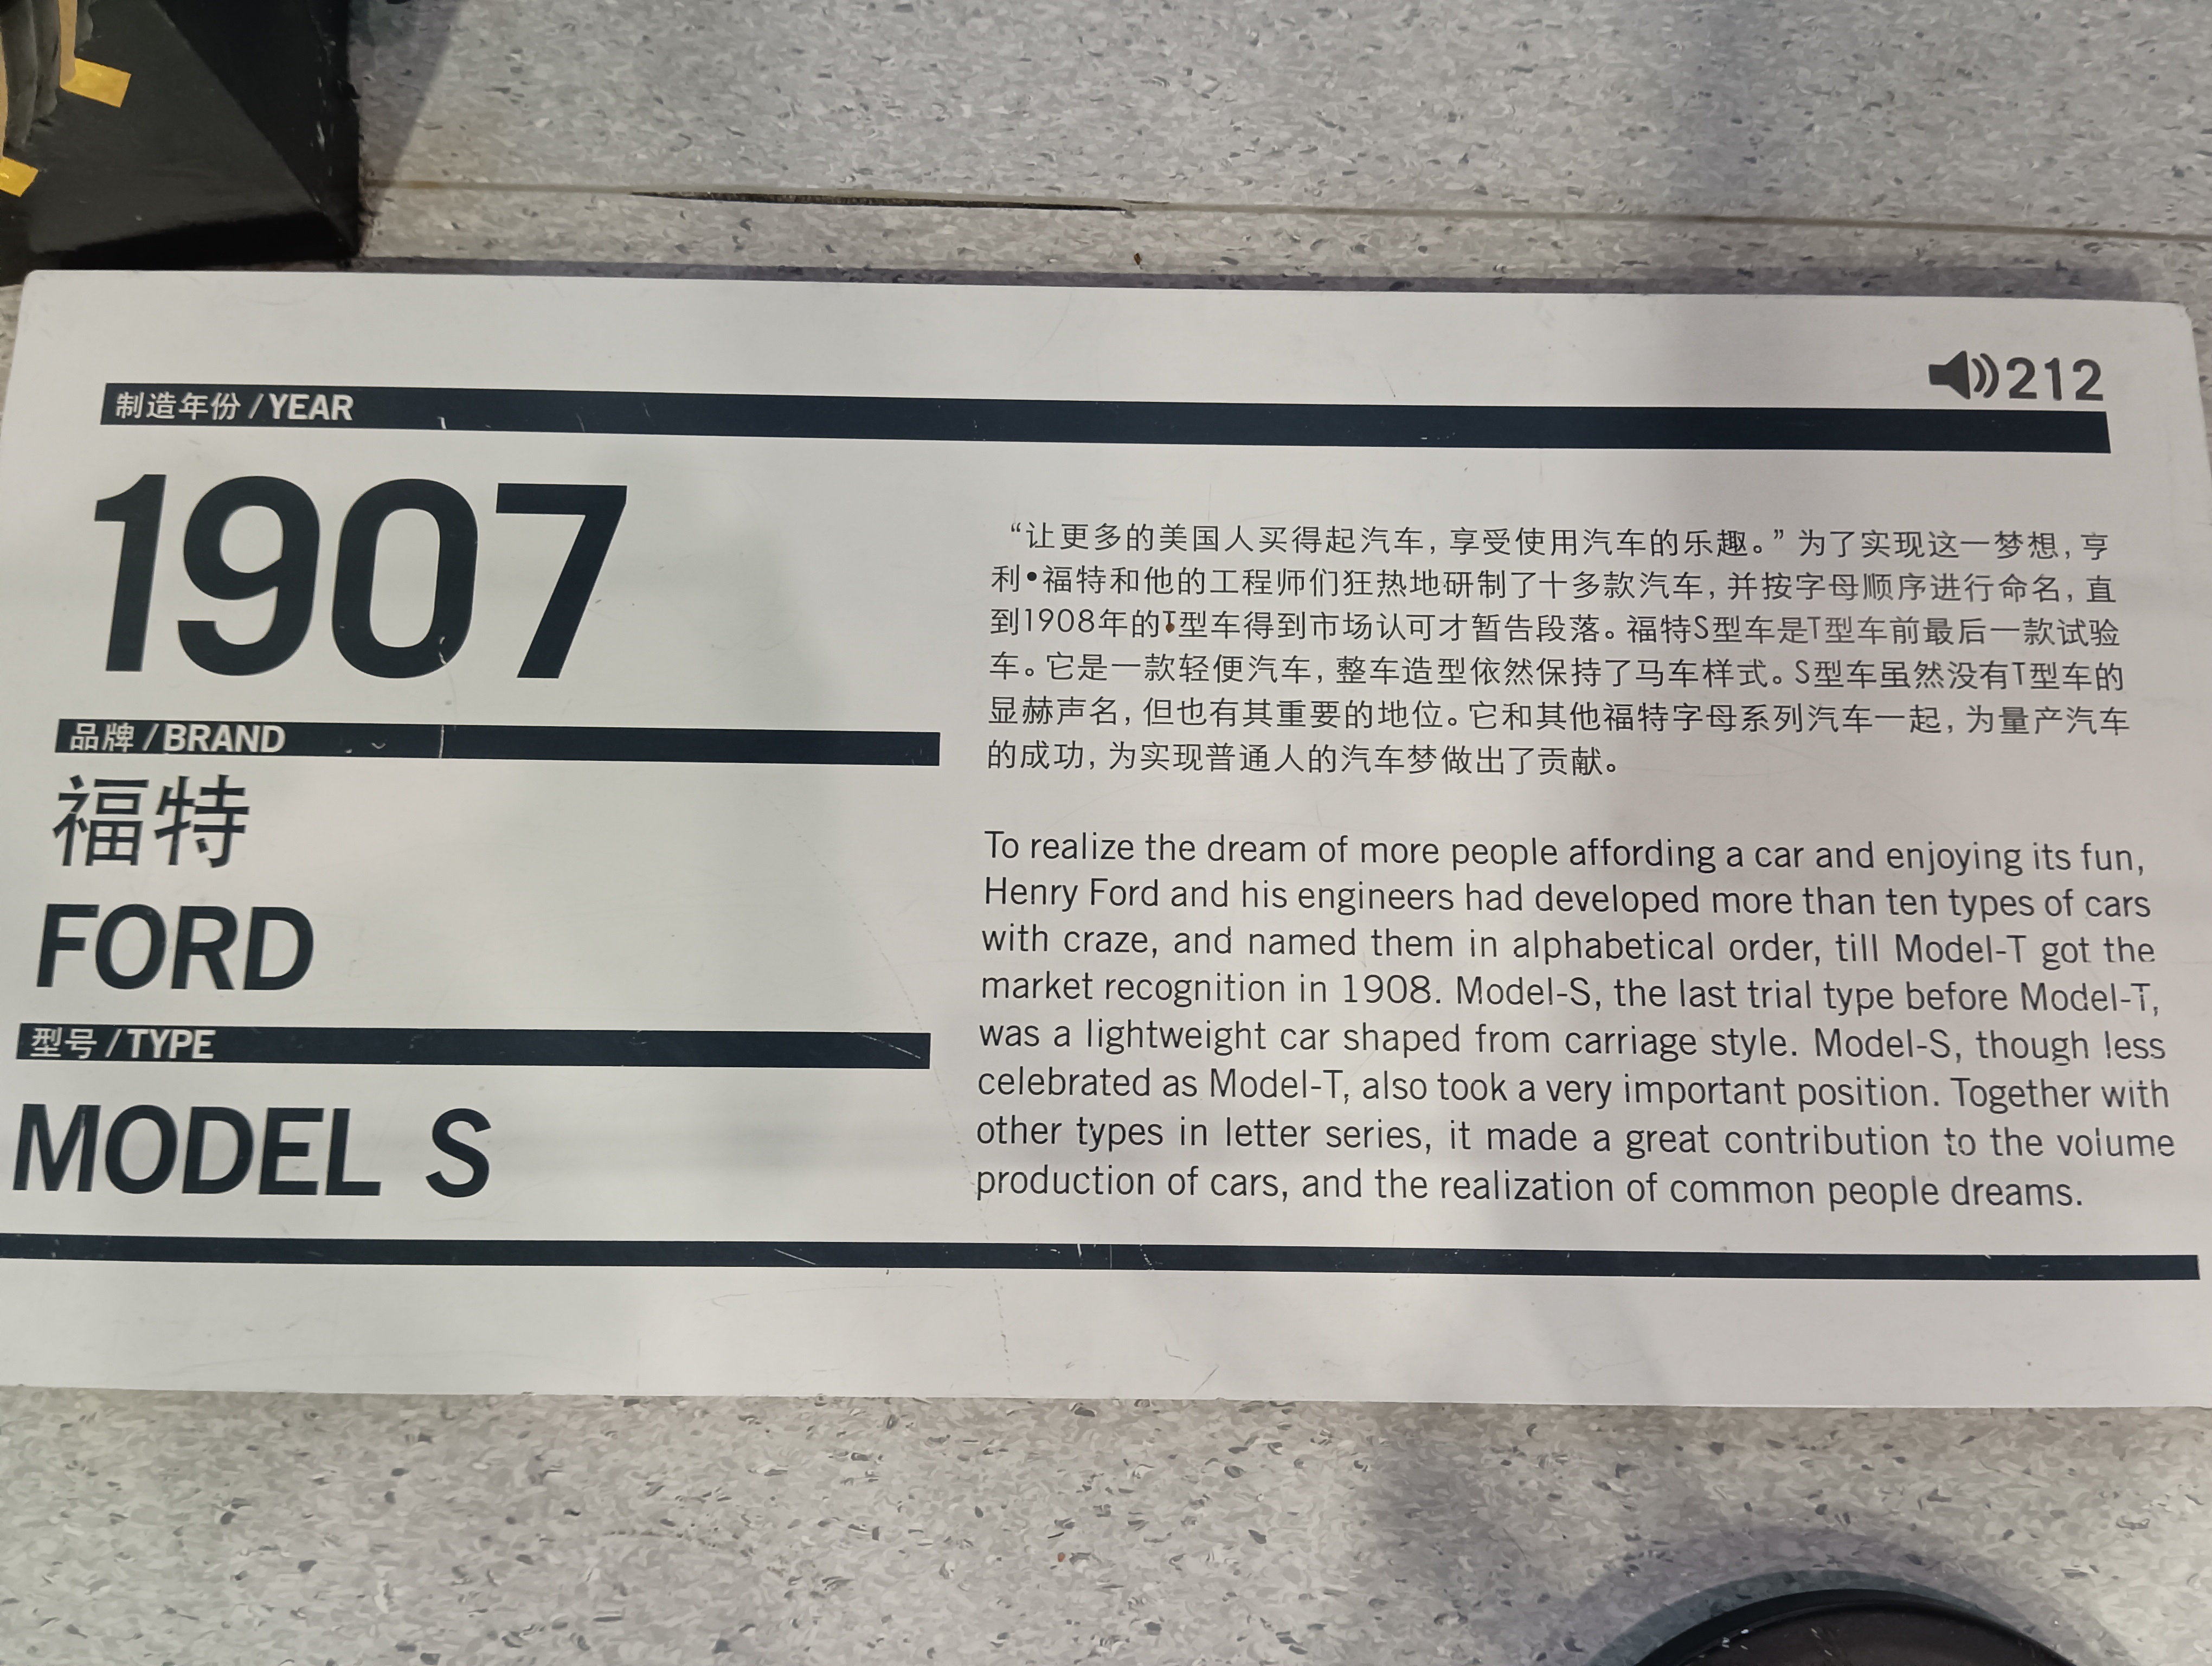 212
制造年份 / YEAR
1907
品牌 / BRAND
福特
FORD
型号 / TYPE
MODEL S
“让更多的美国人买得起汽车，享受使用汽车的乐趣。”为了实现这一梦想，亨
利•福特和他的工程师们狂热地研制了十多款汽车，并按字母顺序进行命名，直
到1908年的T型车得到市场认可才暂告段落。福特S型车是T型车前最后一款试验
车。它是一款轻便汽车，整车造型依然保持了马车样式。S型车虽然没有T型车的
显赫声名，但也有其重要的地位。它和其他福特字母系列汽车一起，为量产汽车
的成功，为实现普通人的汽车梦做出了贡献。
To realize the dream of more people affording a car and enjoying its fun,
Henry Ford and his engineers had developed more than ten types of cars
with craze, and named them in alphabetical order, till Model-T got the
market recognition in 1908. Model-S, the last trial type before Model-T,
was a lightweight car shaped from carriage style. Model-S, though less
celebrated as Model-T, also took a very important position. Together with
other types in letter series, it made a great contribution to the volume
production of cars, and the realization of common people dreams.